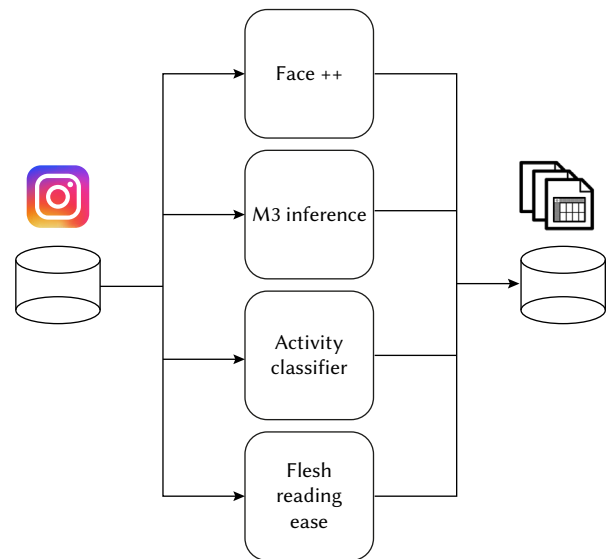 Face ++
M3 inference
Activity
classifier
Flesh
reading
ease